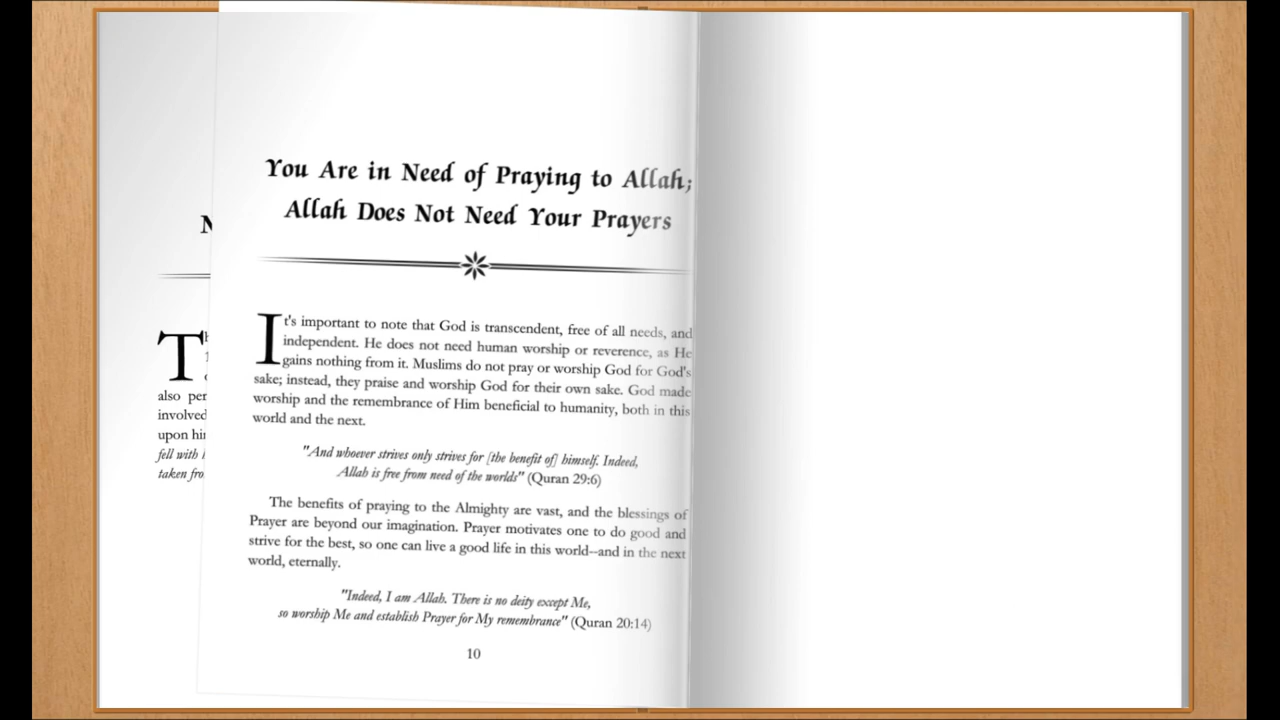 N
T
also per
involved
upon hi
fell with
taken fro
You Are in Need of Praying to Allah;
Allah Does Not Need Your Prayers
It's important to note that God is transcendent, free of all needs, and
independent. He does not need human worship or reverence, as He
gains nothing from it. Muslims do not pray or worship God for God's
sake; instead, they praise and worship God for their own sake. God made
worship and the remembrance of Him beneficial to humanity, both in this
world and the next.
"And whoever strives only strives for [the benefit of] himself. Indeed,
Allah is free from need of the worlds" (Quran 29:6)
The benefits of praying to the Almighty are vast, and the blessings of
Prayer are beyond our imagination. Prayer motivates one to do good and
strive for the best, so one can live a good life in this world--and in the next
world, eternally.
"Indeed, I am Allah. There is no deity except Me,
so worship Me and establish Prayer for My remembrance" (Quran 20:14)
10